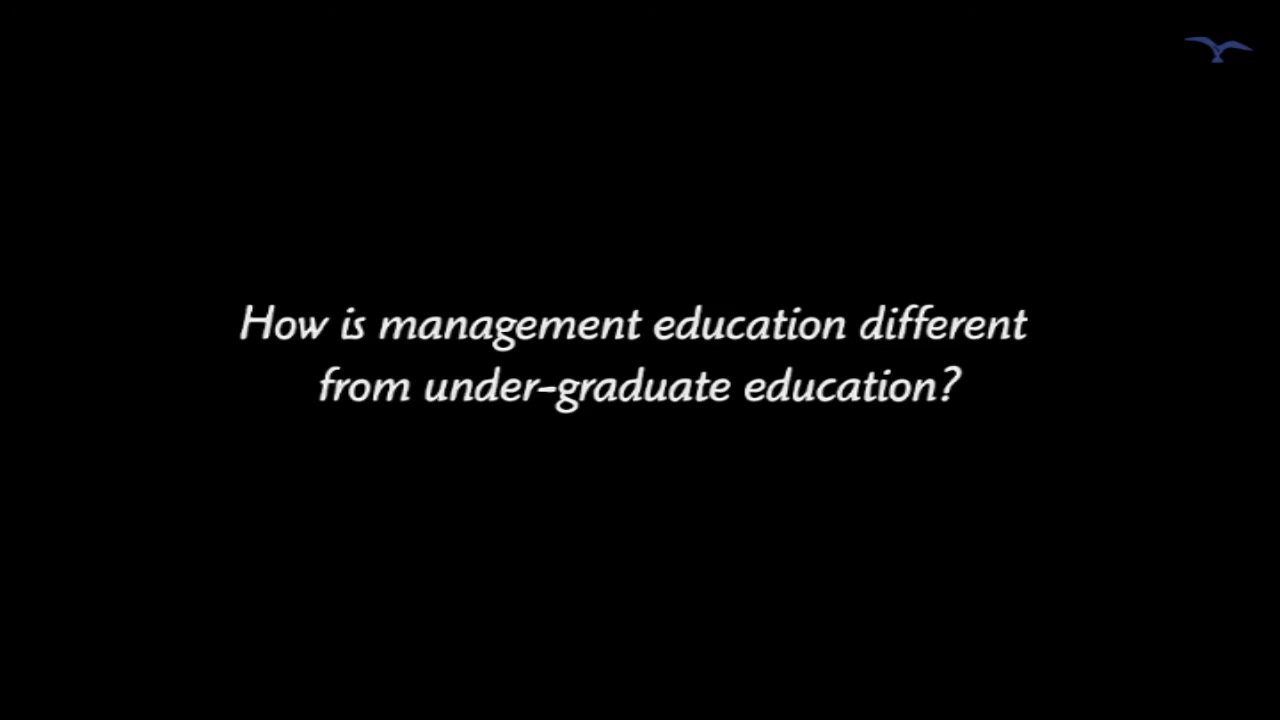 How is management education different
from under-graduate education?